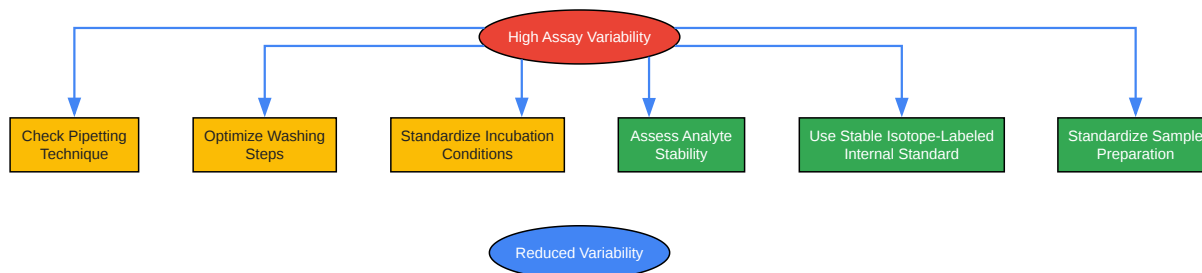 High Assay Variability
Check Pipetting
Technique
Optimize Washing
Steps
Standardize Incubation
Conditions
Assess Analyte
Stability
Use Stable Isotope-Labeled
Internal Standard
Standardize Sample
Preparation
Reduced Variability